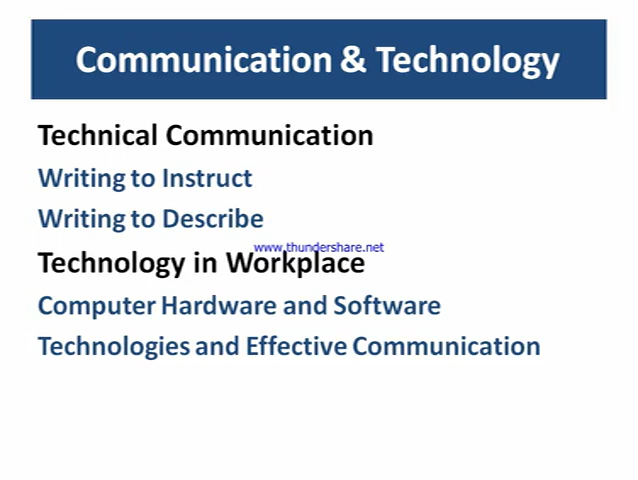 Communication & Technology
Technical Communication
Writing to Instruct
Writing to Describe
www.thundershare.net
Technology in Workplace
Computer Hardware and Software
Technologies and Effective Communication